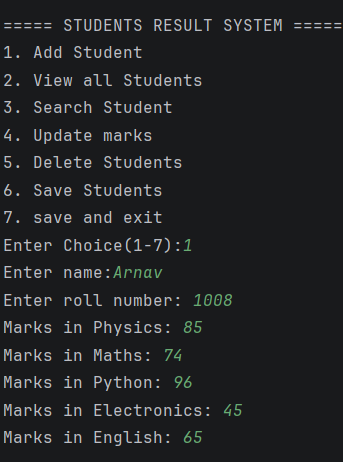 ===== STUDENTS RESULT SYSTEM =====
1. Add Student
2. View all Students
3. Search Student
4. Update marks
5. Delete Students
6. Save Students
7. save and exit
Enter Choice(1-7):1
Enter name:Arnav
Enter roll number: 1008
Marks in Physics: 85
Marks in Maths: 74
Marks in Python: 96
Marks in Electronics: 45
Marks in English: 65